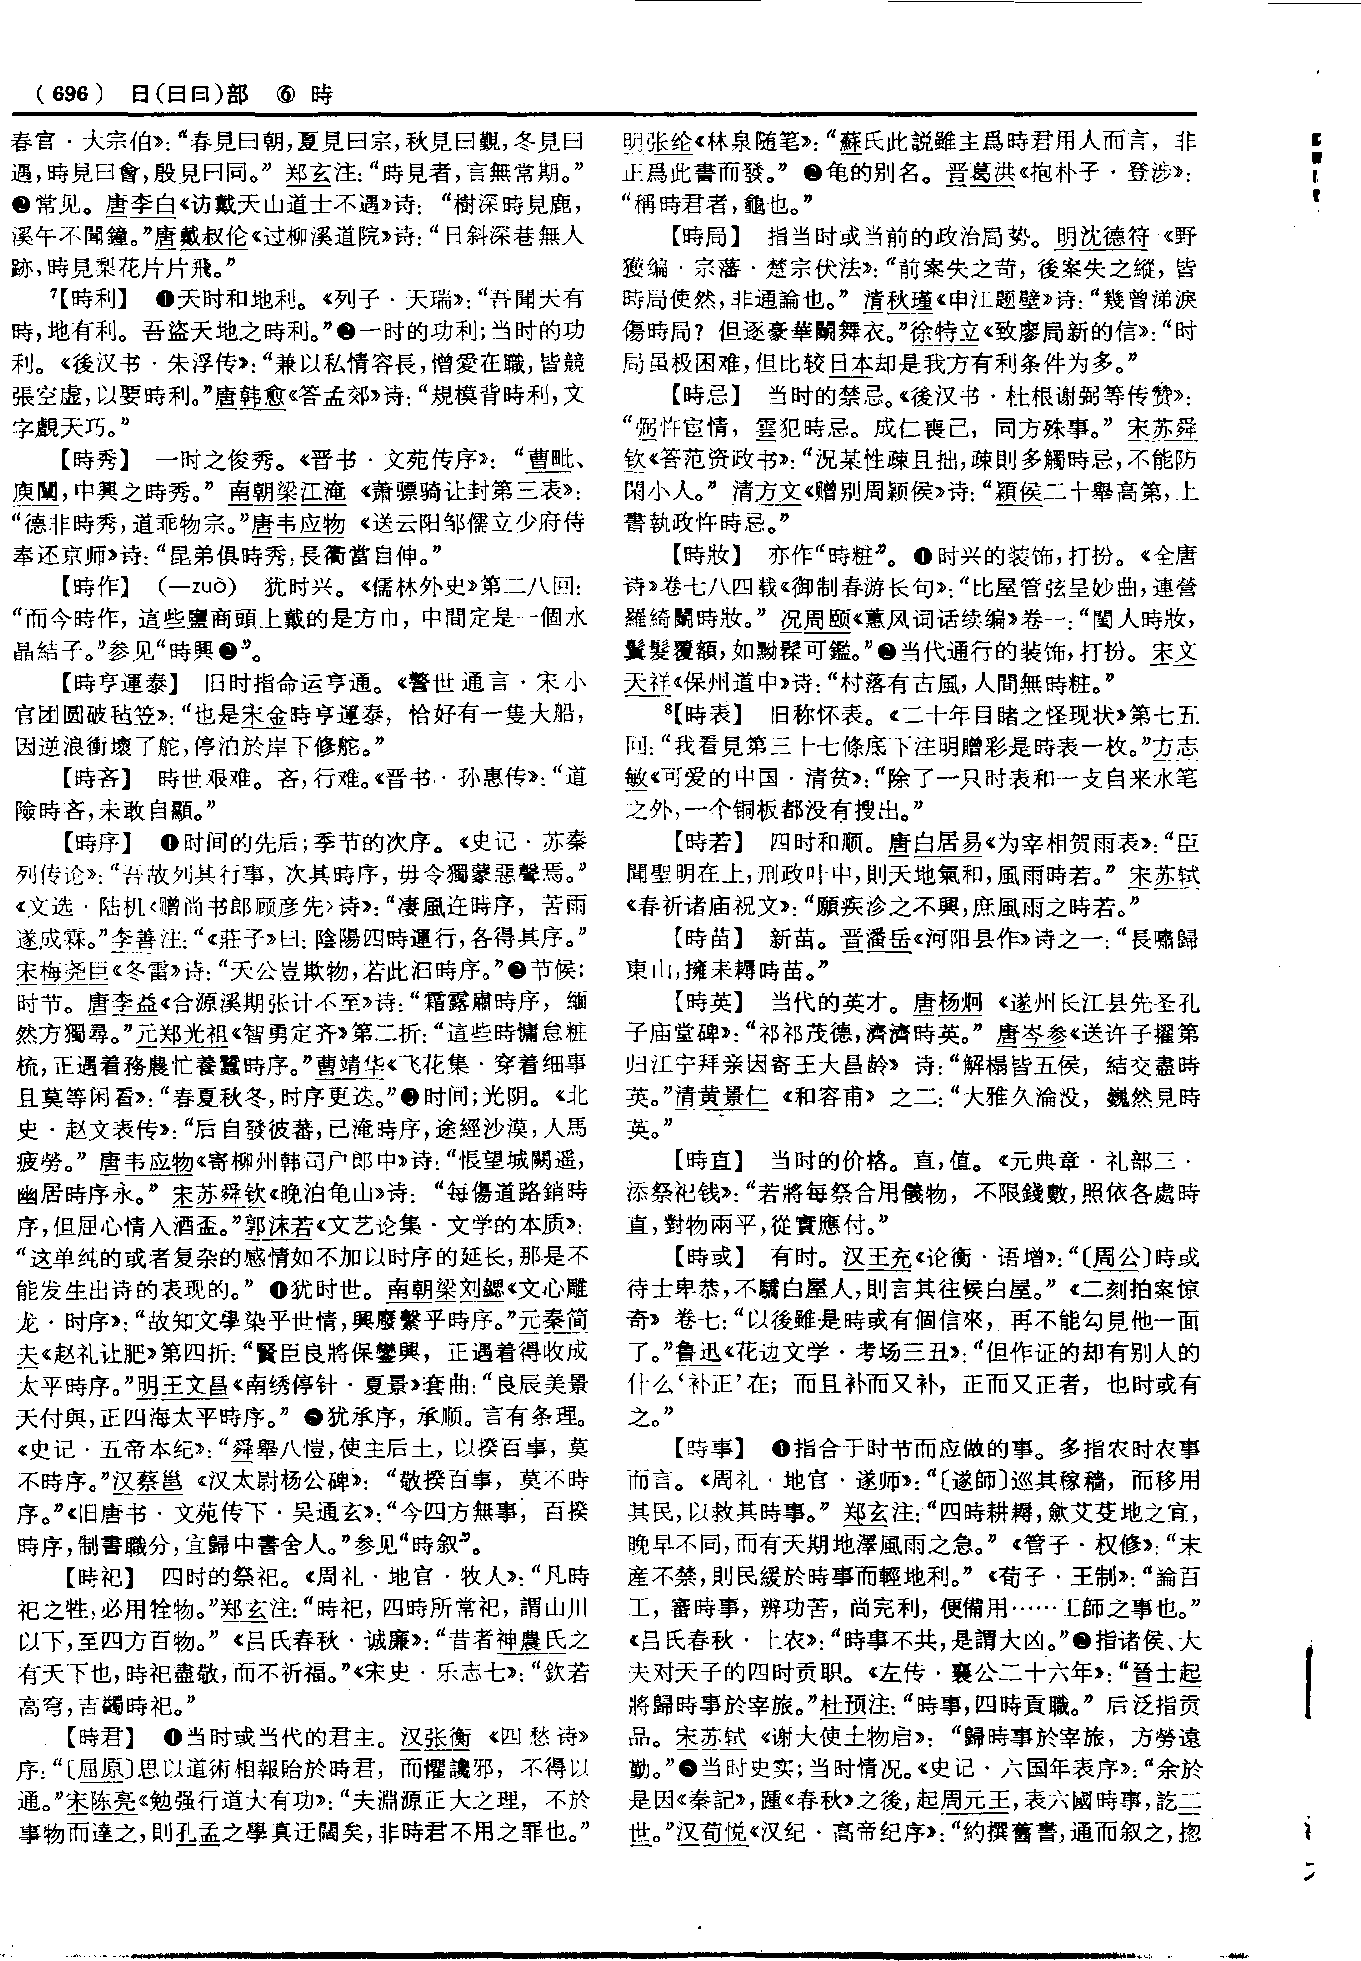 （696） 日(日曰)部 ⑥ 時
春官·大宗伯》：“春見曰朝，夏見曰宗，秋見曰覲，冬見曰
遇，時見曰會，殷見曰同。” 郑玄注：“時見者，言無常期。”
❷常见。唐李白《访戴天山道士不遇》诗：“樹深時見鹿，
溪午不聞鐘。”唐戴叔伦《过柳溪道院》诗：“日斜深巷無人
跡，時見梨花片片飛。”
7【時利】 ❶天时和地利。《列子·天瑞》：“吾聞天有
時，地有利。吾盜天地之時利。”❷一时的功利；当时的功
利。《後汉书·朱浮传》：“兼以私情容長，憎愛在職，皆競
張空虛，以要時利。”唐韩愈《答孟郊》诗：“規模背時利，文
字覷天巧。”
【時秀】 一时之俊秀。《晋书·文苑传序》：“曹毗、
庾闡，中興之時秀。” 南朝梁江淹《萧骠骑让封第三表》：
“德非時秀，道乖物宗。”唐韦应物《送云阳邹儒立少府侍
奉还京师》诗：“昆弟俱時秀，長衢當自伸。”
【時作】 （—zuò） 犹时兴。《儒林外史》第二八回：
“而今時作，這些鹽商頭上戴的是方巾，中間定是一個水
晶結子。”参见“時興❷”。
【時亨運泰】 旧时指命运亨通。《警世通言·宋小
官团圆破毡笠》：“也是宋金時亨運泰，恰好有一隻大船，
因逆浪衝壞了舵，停泊於岸下修舵。”
【時吝】 時世艰难。吝，行难。《晋书·孙惠传》：“道
險時吝，未敢自顯。”
【時序】 ❶时间的先后；季节的次序。《史记·苏秦
列传论》：“吾故列其行事，次其時序，毋令獨蒙惡聲焉。”
《文选·陆机〈赠尚书郎顾彦先〉诗》：“凄風迕時序，苦雨
遂成霖。”李善注：“《莊子》曰：陰陽四時運行，各得其序。”
宋梅尧臣《冬雷》诗：“天公豈欺物，若此汩時序。”❷节候；
时节。唐李益《合源溪期张计不至》诗：“霜露肅時序，緬
然方獨尋。”元郑光祖《智勇定齐》第二折：“這些時慵怠粧
梳，正遇着務農忙養蠶時序。”曹靖华《飞花集·穿着细事
且莫等闲看》：“春夏秋冬，时序更迭。”❸时间；光阴。《北
史·赵文表传》：“后自發彼蕃，已淹時序，途經沙漠，人馬
疲勞。” 唐韦应物《寄柳州韩司户郎中》诗：“悵望城闕遥，
幽居時序永。” 宋苏舜钦《晚泊龟山》诗：“每傷道路銷時
序，但屈心情入酒盃。”郭沫若《文艺论集·文学的本质》：
“这单纯的或者复杂的感情如不加以时序的延长，那是不
能发生出诗的表现的。” ❹犹时世。南朝梁刘勰《文心雕
龙·时序》：“故知文變染乎世情，興廢繫乎時序。”元秦简
夫《赵礼让肥》第四折：“賢臣良將保鑾輿，正遇着得收成
太平時序。”明王文昌《南绣停针·夏景》套曲：“良辰美景
天付與，正四海太平時序。” ❺犹承序，承顺。言有条理。
《史记·五帝本纪》：“舜舉八愷，使主后土，以揆百事，莫
不時序。”汉蔡邕《汉太尉杨公碑》：“敬揆百事，莫不時
序。”《旧唐书·文苑传下·吴通玄》：“今四方無事，百揆
時序，制書職分，宜歸中書舍人。”参见“時叙”。
【時祀】 四时的祭祀。《周礼·地官·牧人》：“凡時
祀之牲，必用牷物。”郑玄注：“時祀，四時所常祀，謂山川
以下，至四方百物。” 《吕氏春秋·诚廉》：“昔者神農氏之
有天下也，時祀盡敬，而不祈福。”《宋史·乐志七》：“欽若
高穹，吉蠲時祀。”
【時君】 ❶当时或当代的君主。汉张衡《四愁诗》
序：“〔屈原〕思以道術相報貽於時君，而懼讒邪，不得以
通。”宋陈亮《勉强行道大有功》：“夫淵源正大之理，不於
事物而達之，則孔孟之學真迂闊矣，非時君不用之罪也。”
明张纶《林泉随笔》：“蘇氏此説雖主爲時君用人而言，非
正爲此書而發。” ❷龟的别名。晋葛洪《抱朴子·登涉》：
“稱時君者，龜也。”
【時局】 指当时或当前的政治局势。明沈德符《野
獲编·宗藩·楚宗伏法》：“前案失之苛，後案失之縱，皆
時局使然，非通論也。” 清秋瑾《申江题壁》诗：“幾曾涕淚
傷時局？但逐豪華鬭舞衣。”徐特立《致廖局新的信》：“时
局虽极困难，但比较日本却是我方有利条件为多。”
【時忌】 当时的禁忌。《後汉书·杜根谢弼等传赞》：
“弼忤宦情，雲犯時忌。成仁喪己，同方殊事。” 宋苏舜
钦《答范资政书》：“況某性疎且拙，疎則多觸時忌，不能防
閑小人。” 清方文《赠别周颖侯》诗：“穎侯二十舉高第，上
書執政忤時忌。”
【時妝】 亦作“時粧”。❶时兴的装饰，打扮。《全唐
诗》卷七八四载《御制春游长句》：“比屋管弦呈妙曲，連營
羅綺鬭時妝。” 况周颐《蕙风词话续编》卷一：“閨人時妝，
鬟髮覆額，如黝髹可鑑。”❷当代通行的装饰，打扮。宋文
天祥《保州道中》诗：“村落有古風，人間無時粧。”
8【時表】 旧称怀表。《二十年目睹之怪现状》第七五
回：“我看見第三十七條底下注明贈彩是時表一枚。”方志
敏《可爱的中国·清贫》：“除了一只时表和一支自来水笔
之外，一个铜板都没有搜出。”
【時若】 四时和顺。唐白居易《为宰相贺雨表》：“臣
聞聖明在上，刑政叶中，則天地氣和，風雨時若。” 宋苏轼
《春祈诸庙祝文》：“願疾沴之不興，庶風雨之時若。”
【時苗】 新苗。晋潘岳《河阳县作》诗之一：“長嘯歸
東山，擁耒耨時苗。”
【時英】 当代的英才。唐杨炯《遂州长江县先圣孔
子庙堂碑》：“祁祁茂德，濟濟時英。” 唐岑参《送许子擢第
归江宁拜亲因寄王大昌龄》诗：“解榻皆五侯，結交盡時
英。”清黄景仁《和容甫》之二：“大雅久淪没，巍然見時
英。”
【時直】 当时的价格。直，值。《元典章·礼部三·
添祭祀钱》：“若將每祭合用儀物，不限錢數，照依各處時
直，對物兩平，從實應付。”
【時或】 有时。汉王充《论衡·语增》：“〔周公〕時或
待士卑恭，不驕白屋人，則言其往候白屋。” 《二刻拍案惊
奇》卷七：“以後雖是時或有個信來，再不能勾見他一面
了。”鲁迅《花边文学·考场三丑》：“但作证的却有别人的
什么‘补正’在；而且补而又补，正而又正者，也时或有
之。”
【時事】 ❶指合于时节而应做的事。多指农时农事
而言。《周礼·地官·遂师》：“〔遂師〕巡其稼穡，而移用
其民，以救其時事。” 郑玄注：“四時耕耨，斂艾芟地之宜，
晚早不同，而有天期地澤風雨之急。” 《管子·权修》：“末
産不禁，則民緩於時事而輕地利。” 《荀子·王制》：“論百
工，審時事，辨功苦，尚完利，便備用……工師之事也。”
《吕氏春秋·上农》：“時事不共，是謂大凶。”❷指诸侯、大
夫对天子的四时贡职。《左传·襄公二十六年》：“晉士起
將歸時事於宰旅。”杜预注：“時事，四時貢職。” 后泛指贡
品。宋苏轼《谢大使土物启》：“歸時事於宰旅，方勞遠
勤。”❸当时史实；当时情况。《史记·六国年表序》：“余於
是因《秦記》，踵《春秋》之後，起周元王，表六國時事，訖二
世。”汉荀悦《汉纪·高帝纪序》：“約撰舊書，通而叙之，揔